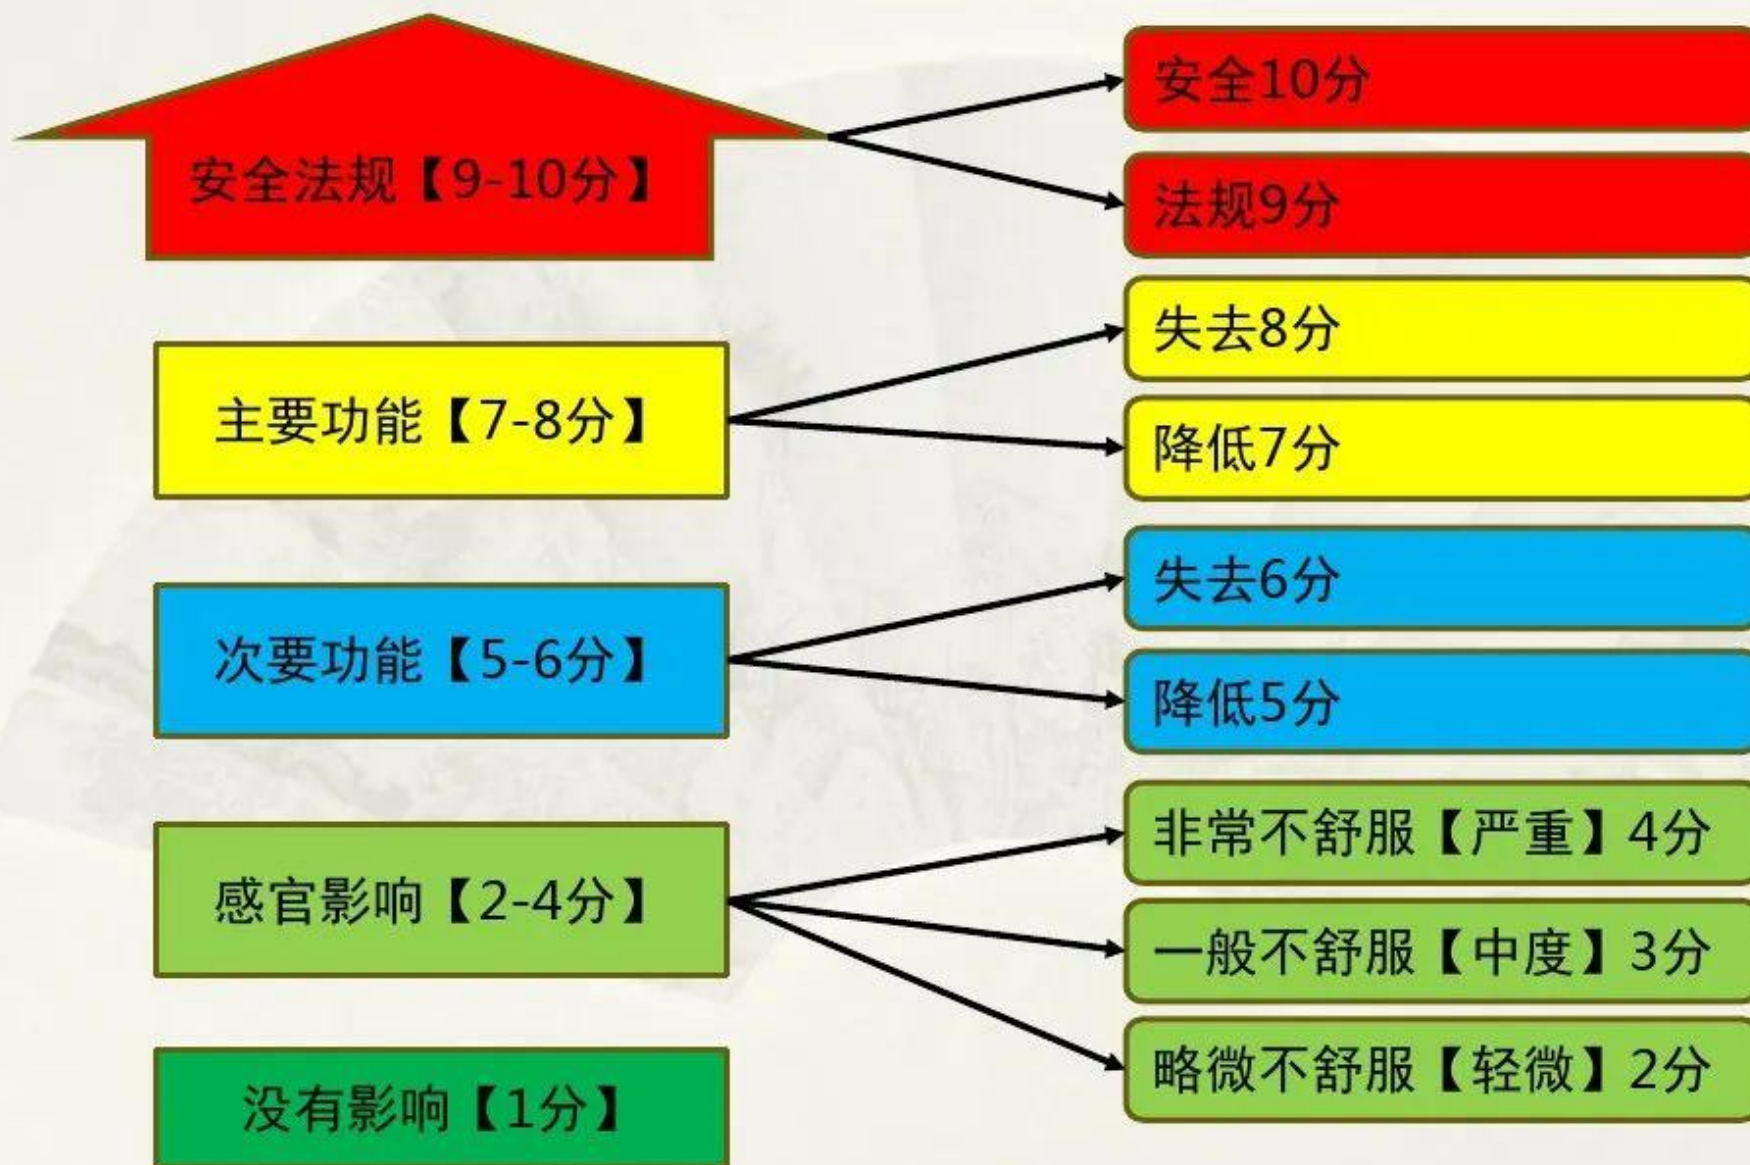 安全法规【9-10分】
安全10分
法规9分
主要功能【7-8分】
失去8分
降低7分
次要功能【5-6分】
失去6分
降低5分
感官影响【2-4分】
非常不舒服【严重】4分
一般不舒服【中度】3分
略微不舒服【轻微】2分
没有影响【1分】